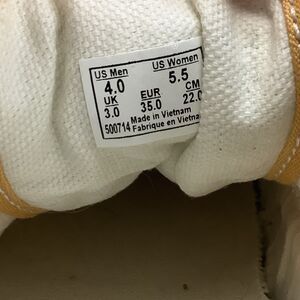 US Men US Women
4.0 5.5
UK EUR CM
3.0 35.0 22.0
500714 Made in Vietnam
Fabrique en Vietnam